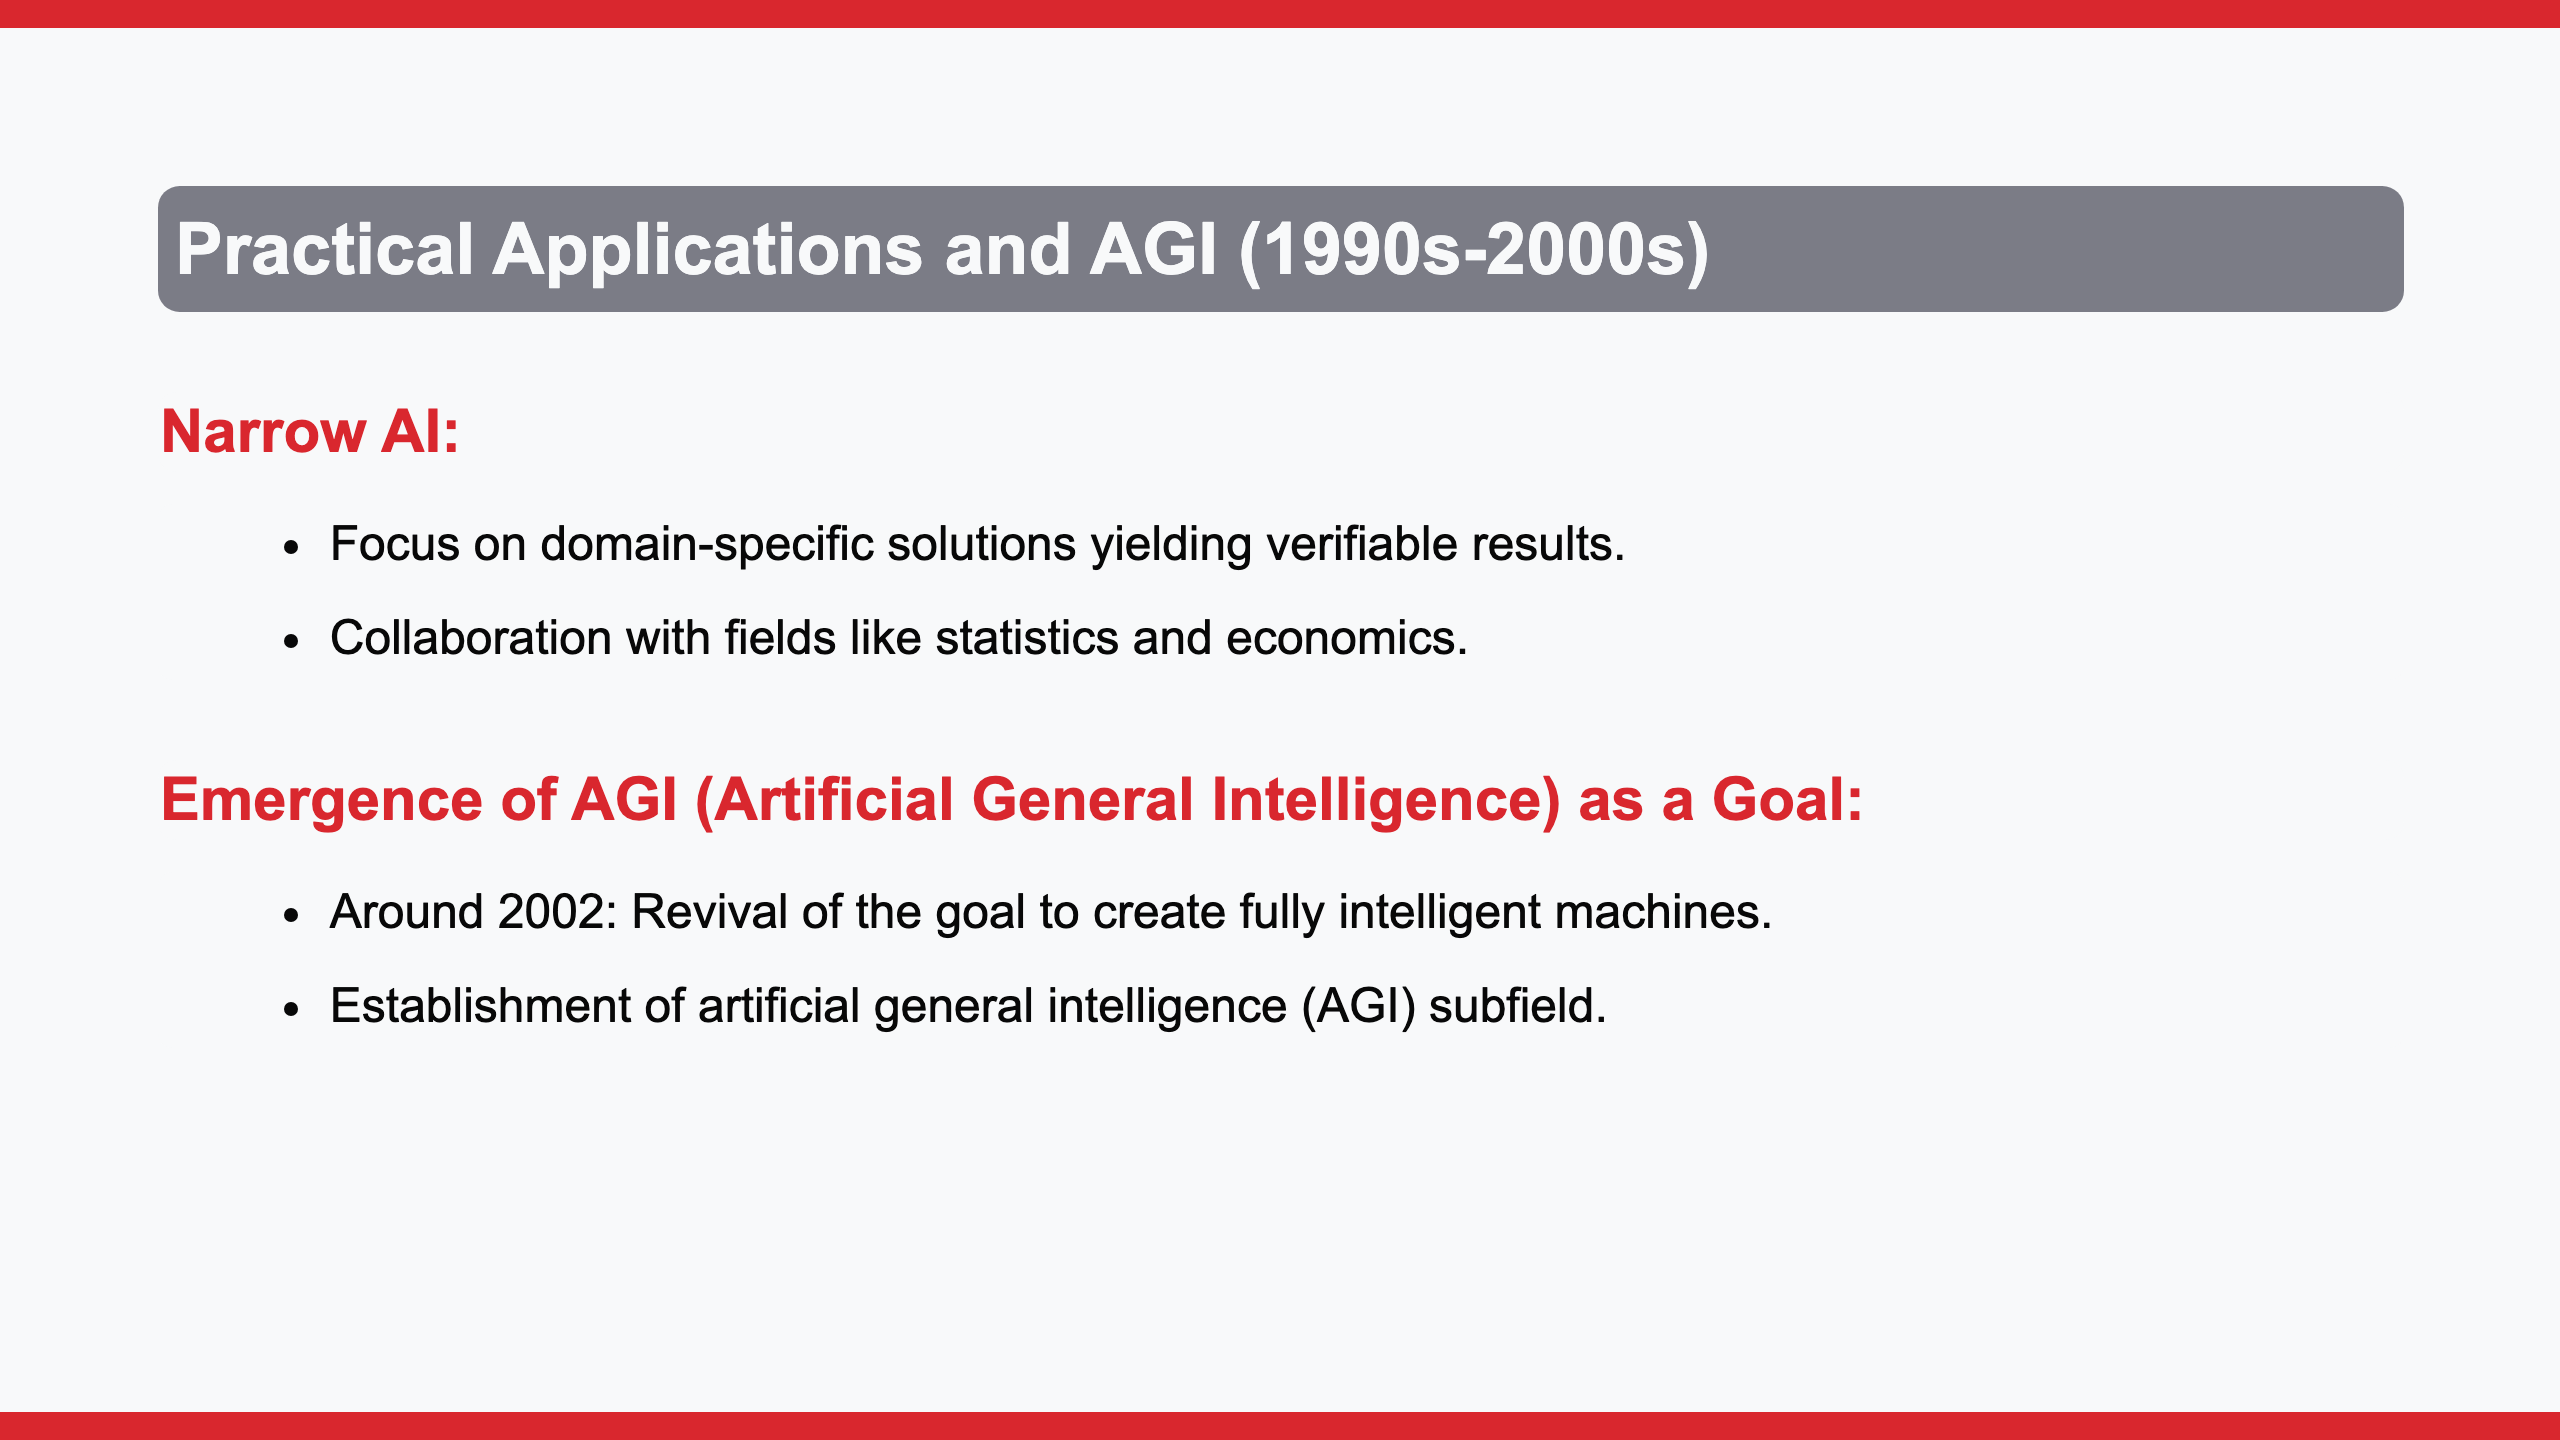 Practical Applications and AGI (1990s-2000s)
Narrow AI:
• Focus on domain-specific solutions yielding verifiable results.
• Collaboration with fields like statistics and economics.
Emergence of AGI (Artificial General Intelligence) as a Goal:
• Around 2002: Revival of the goal to create fully intelligent machines.
• Establishment of artificial general intelligence (AGI) subfield.